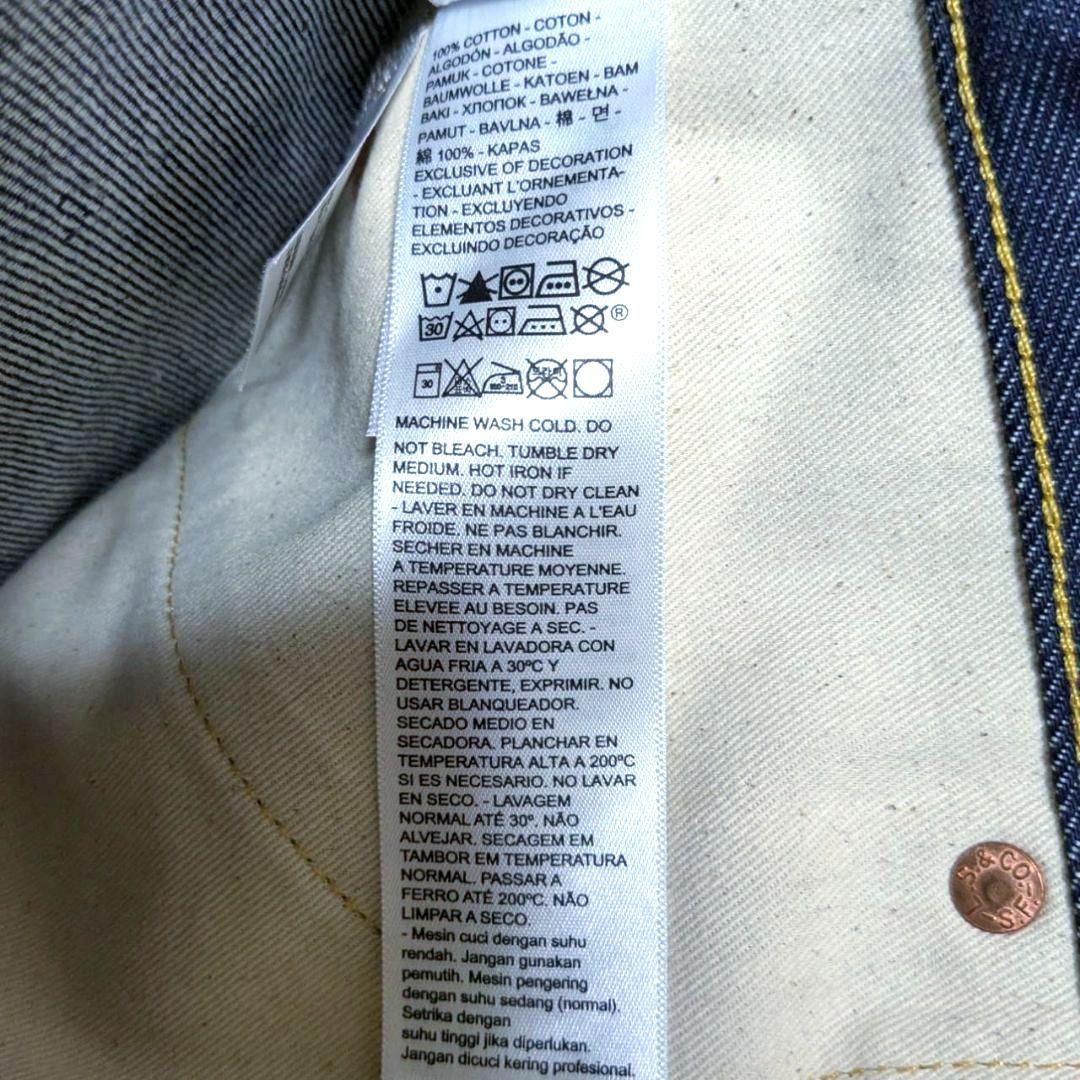 100% COTTON - COTON -
ALGODÓN - ALGODÃO -
PAMUK - COTONE -
BAUMWOLLE - KATOEN - BAM
BAKI - ХЛОПОК - BAWEŁNA -
PAMUT - BAVLNA - 棉 - 면 -
綿 100% - KAPAS
EXCLUSIVE OF DECORATION
- EXCLUANT L'ORNEMENTA-
TION - EXCLUYENDO
ELEMENTOS DECORATIVOS -
EXCLUINDO DECORAÇÃO
30
®
30
180-210
MACHINE WASH COLD. DO
NOT BLEACH. TUMBLE DRY
MEDIUM. HOT IRON IF
NEEDED. DO NOT DRY CLEAN
- LAVER EN MACHINE A L'EAU
FROIDE. NE PAS BLANCHIR.
SECHER EN MACHINE
A TEMPERATURE MOYENNE.
REPASSER A TEMPERATURE
ELEVEE AU BESOIN. PAS
DE NETTOYAGE A SEC. -
LAVAR EN LAVADORA CON
AGUA FRIA A 30ºC Y
DETERGENTE, EXPRIMIR. NO
USAR BLANQUEADOR.
SECADO MEDIO EN
SECADORA. PLANCHAR EN
TEMPERATURA ALTA A 200ºC
SI ES NECESARIO. NO LAVAR
EN SECO. - LAVAGEM
NORMAL ATÉ 30º. NÃO
ALVEJAR. SECAGEM EM
TAMBOR EM TEMPERATURA
NORMAL. PASSAR A
FERRO ATÉ 200ºC. NÃO
LIMPAR A SECO.
- Mesin cuci dengan suhu
rendah. Jangan gunakan
pemutih. Mesin pengering
dengan suhu sedang (normal).
Setrika dengan
suhu tinggi jika diperlukan.
Jangan dicuci kering profesional.
S. & CO.
L
S.F.